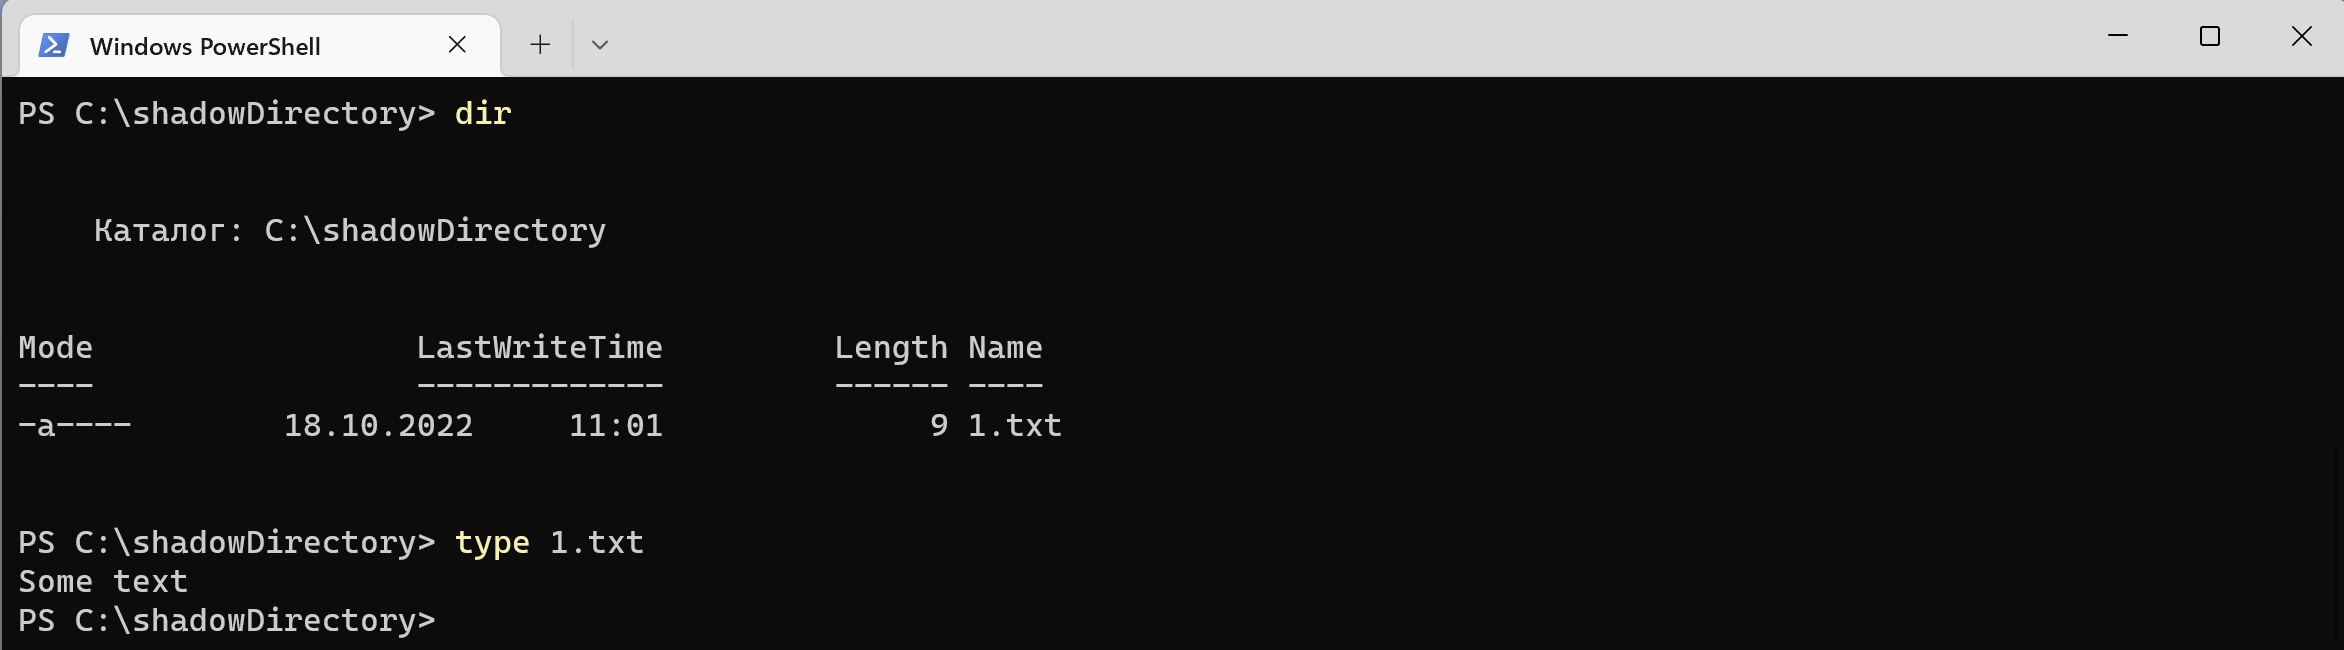 Windows PowerShell
PS C:\shadowDirectory> dir
Каталог: C:\shadowDirectory
Mode LastWriteTime Length Name
---- ------------- ------ ----
-a---- 18.10.2022 11:01 9 1.txt
PS C:\shadowDirectory> type 1.txt
Some text
PS C:\shadowDirectory>